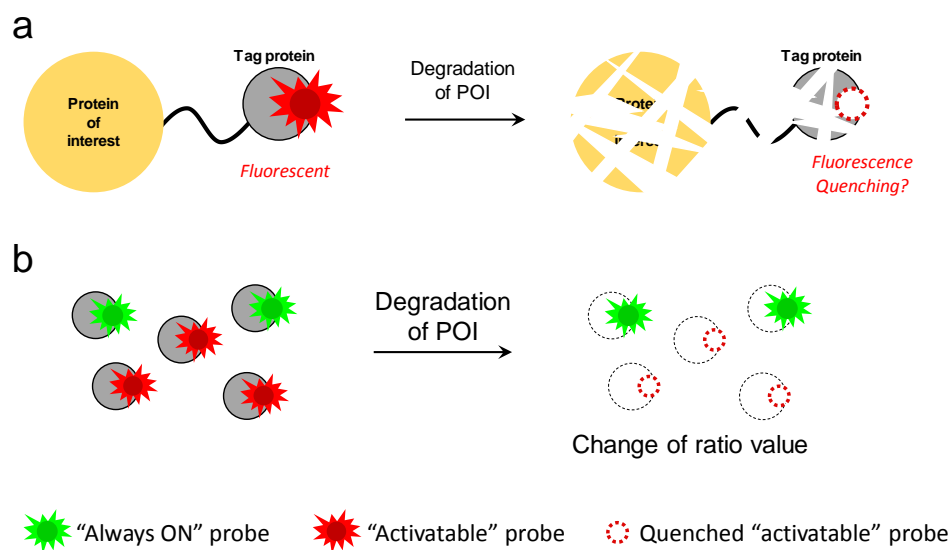 a
Tag protein
Protein
of
interest
Fluorescent
Degradation
of POI
Tag protein
Fluorescence
Quenching?
b
Degradation
of POI
Change of ratio value
“Always ON” probe
“Activatable” probe
Quenched “activatable” probe